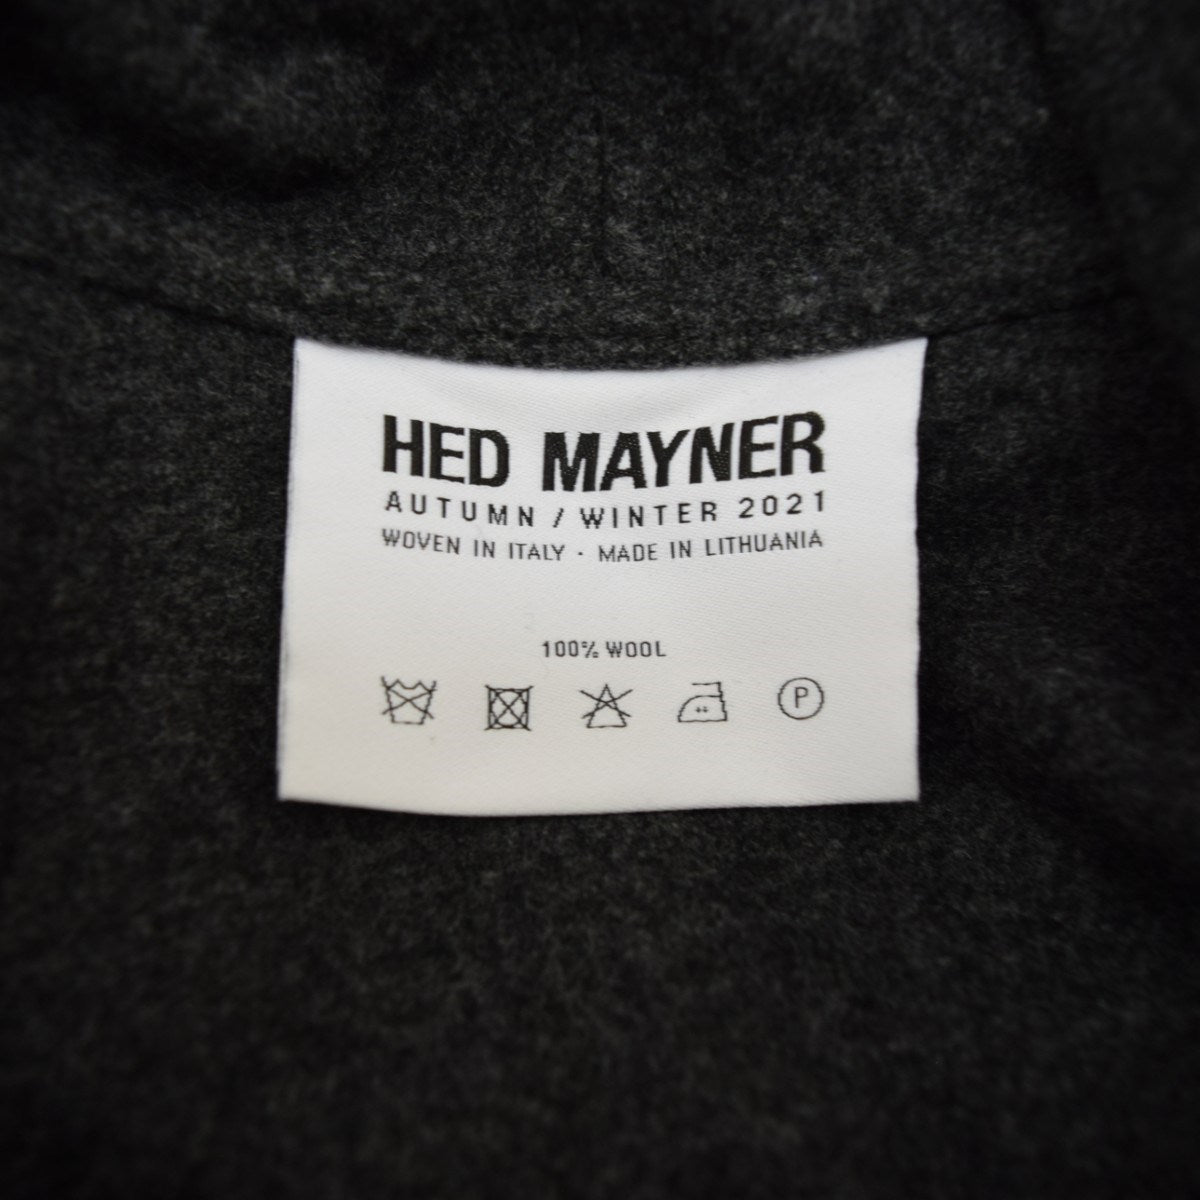 HED MAYNER
AUTUMN / WINTER 2021
WOVEN IN ITALY · MADE IN LITHUANIA
100% WOOL
P